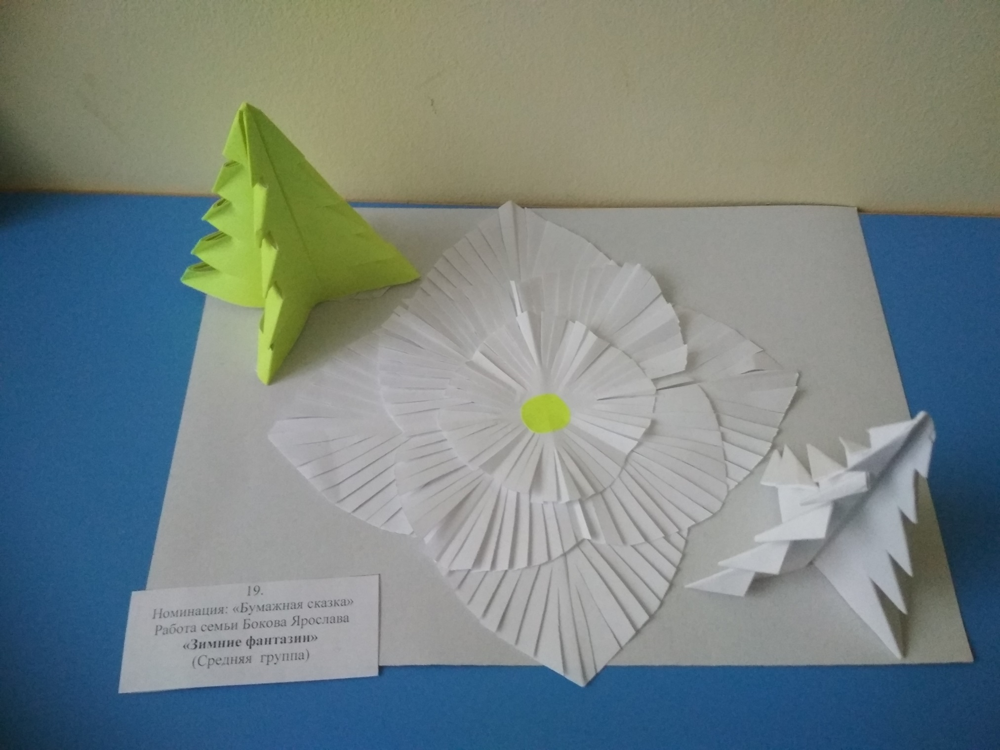 19.
Номинация: «Бумажная сказка»
Работа семьи Бокова Ярослава
«Зимние фантазии»
(Средняя группа)